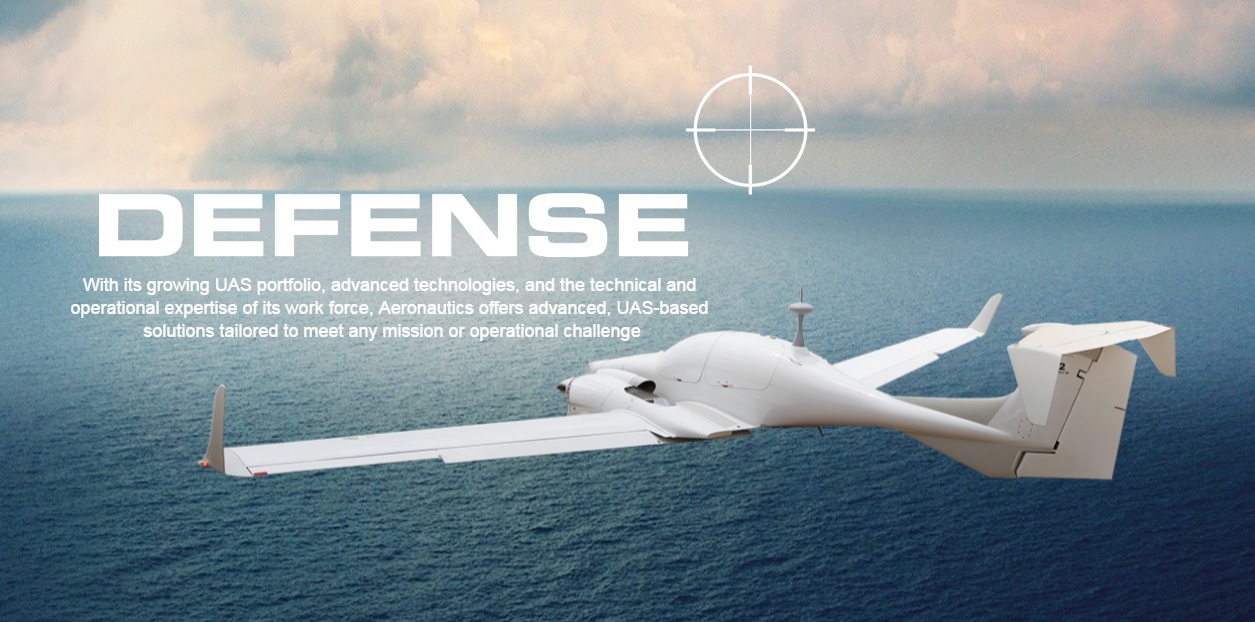 DEFENSE
With its growing UAS portfolio, advanced technologies, and the technical and
operational expertise of its work force, Aeronautics offers advanced, UAS-based
solutions tailored to meet any mission or operational challenge
2